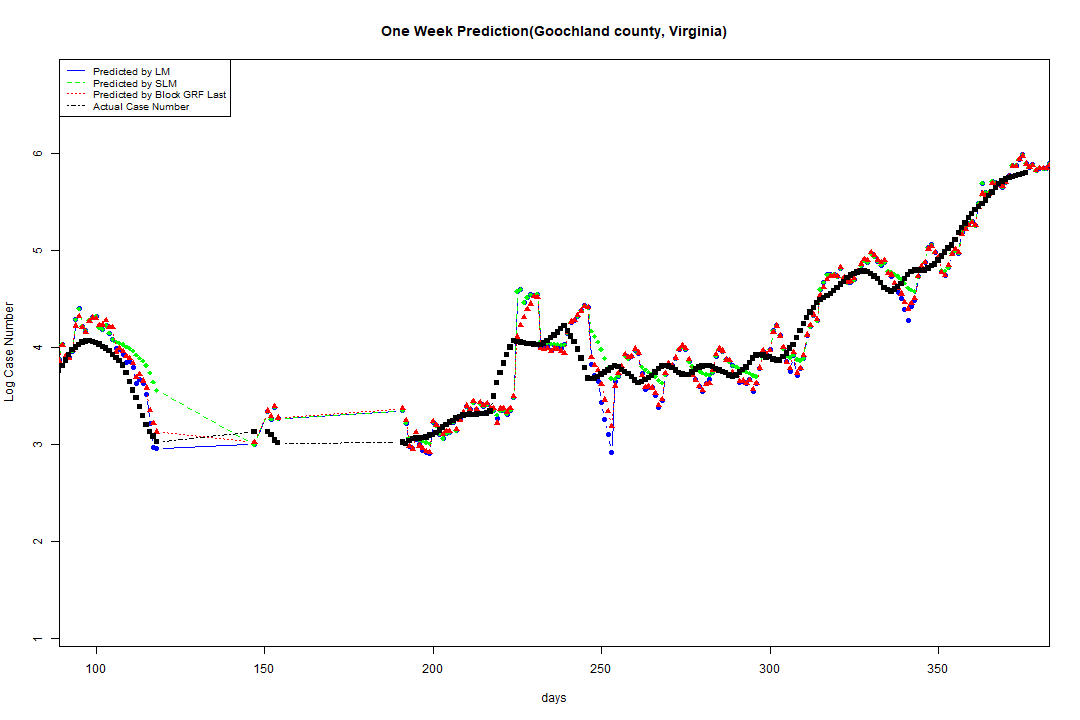 One Week Prediction(Goochland county, Virginia)
Predicted by LM
Predicted by SLM
Predicted by Block GRF Last
Actual Case Number
6
5
4
3
2
1
Log Case Number
100 150 200 250 300 350
days